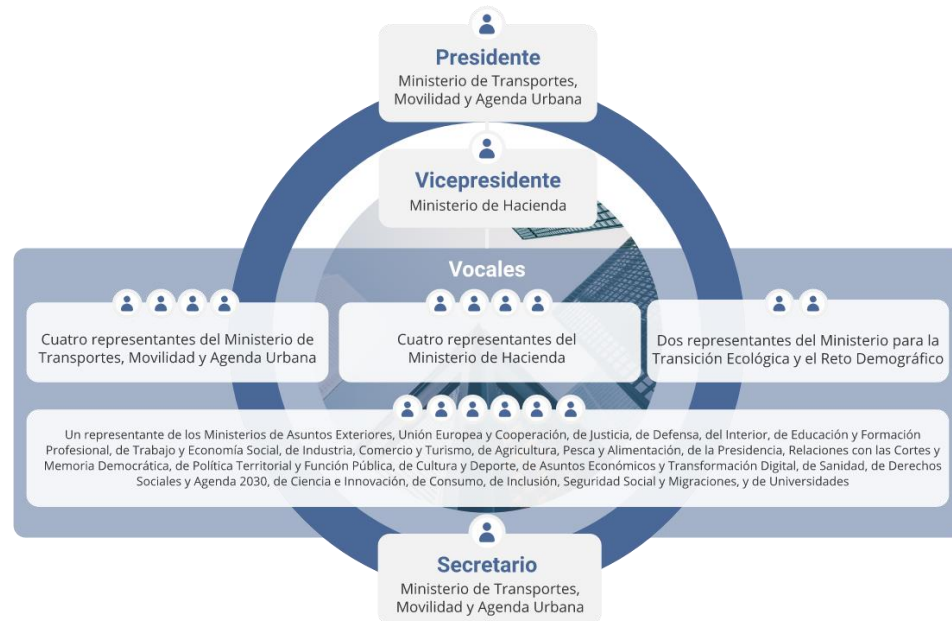 Presidente
Ministerio de Transportes,
Movilidad y Agenda Urbana
Vicepresidente
Ministerio de Hacienda
Vocales
Cuatro representantes del Ministerio de
Transportes, Movilidad y Agenda Urbana
Cuatro representantes del
Ministerio de Hacienda
Dos representantes del Ministerio para la
Transición Ecológica y el Reto Demográfico
Un representante de los Ministerios de Asuntos Exteriores, Unión Europea y Cooperación, de Justicia, de Defensa, del Interior, de Educación y Formación
Profesional, de Trabajo y Economía Social, de Industria, Comercio y Turismo, de Agricultura, Pesca y Alimentación, de la Presidencia, Relaciones con las Cortes y
Memoria Democrática, de Política Territorial y Función Pública, de Cultura y Deporte, de Asuntos Económicos y Transformación Digital, de Sanidad, de Derechos
Sociales y Agenda 2030, de Ciencia e Innovación, de Consumo, de Inclusión, Seguridad Social y Migraciones, y de Universidades
Secretario
Ministerio de Transportes,
Movilidad y Agenda Urbana